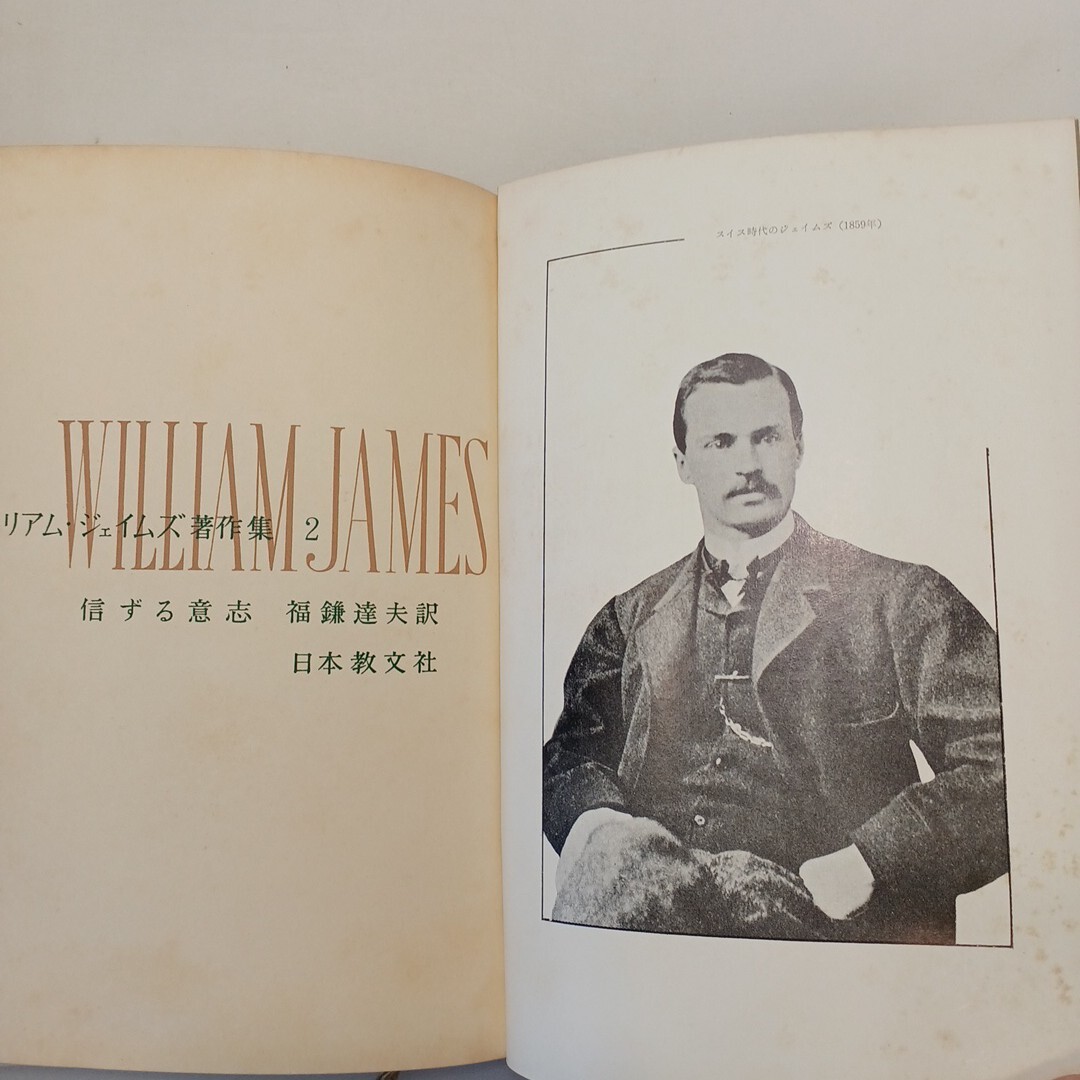 WILLIAM JAMES
リアム・ジェイムズ著作集 2
信ずる意志 福鎌達夫訳
日本教文社
スイス時代のジェイムズ (1859年)